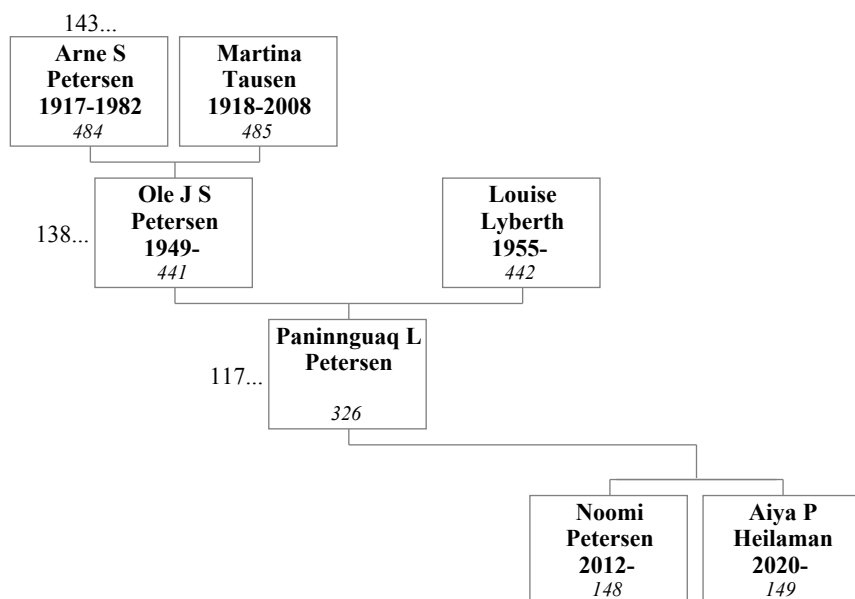 143...
Arne S
Petersen
1917-1982
484
Martina
Tausen
1918-2008
485
138...
Ole J S
Petersen
1949-
441
Louise
Lyberth
1955-
442
117...
Paninnguaq L
Petersen
326
Noomi
Petersen
2012-
148
Aiya P
Heilaman
2020-
149